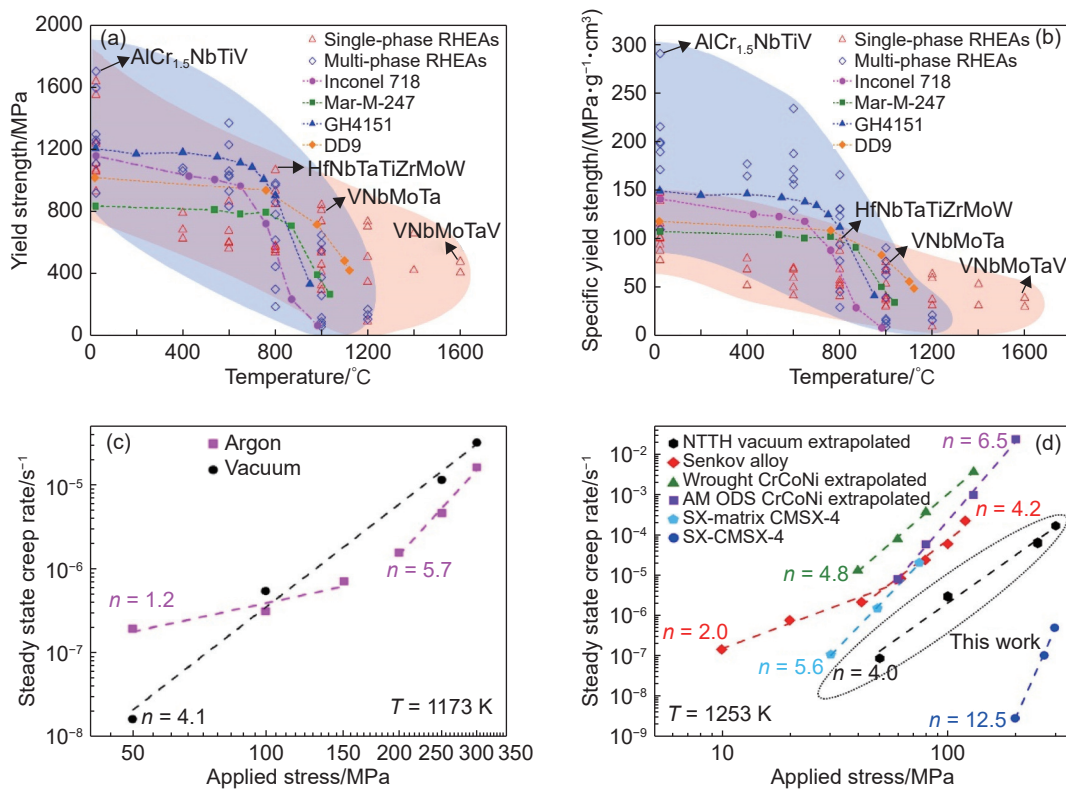 (a)
Yield strength/MPa
2000
1600
1200
800
400
0
0
400
800
1200
1600
Temperature/°C
AlCr1.5NbTiV
Single-phase RHEAs
Multi-phase RHEAs
Inconel 718
Mar-M-247
GH4151
DD9
HfNbTaTiZrMoW
VNbMoTa
VNbMoTaV
(b)
Specific yield stength/(MPa·g⁻¹·cm³)
300
250
200
150
100
50
0
0
200
400
600
800
1000
1200
1400
1600
Temperature/°C
AlCr1.5NbTiV
Single-phase RHEAs
Multi-phase RHEAs
Inconel 718
Mar-M-247
GH4151
DD9
HfNbTaTiZrMoW
VNbMoTa
VNbMoTaV
(c)
Steady state creep rate/s⁻¹
10⁻⁵
10⁻⁶
10⁻⁷
10⁻⁸
50
100
150
200
250
300
350
Applied stress/MPa
Argon
Vacuum
n = 1.2
n = 5.7
n = 4.1
T = 1173 K
(d)
Steady state creep rate/s⁻¹
10⁻²
10⁻³
10⁻⁴
10⁻⁵
10⁻⁶
10⁻⁷
10⁻⁸
10⁻⁹
10
100
Applied stress/MPa
NTTH vacuum extrapolated
Senkov alloy
Wrought CrCoNi extrapolated
AM ODS CrCoNi extrapolated
SX-matrix CMSX-4
SX-CMSX-4
n = 6.5
n = 4.2
n = 4.8
n = 2.0
n = 5.6
n = 4.0
This work
n = 12.5
T = 1253 K